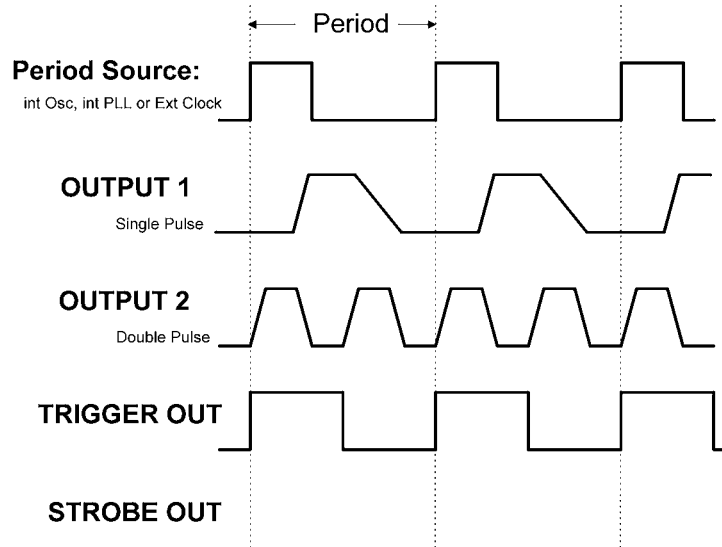 Period
Period Source:
int Osc, int PLL or Ext Clock
OUTPUT 1
Single Pulse
OUTPUT 2
Double Pulse
TRIGGER OUT
STROBE OUT